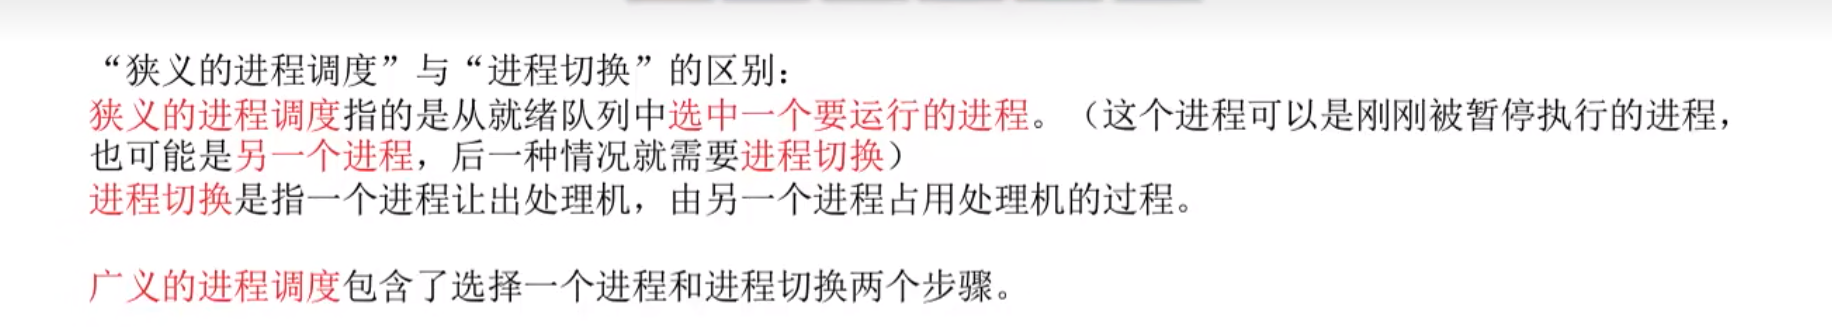 “狭义的进程调度”与“进程切换”的区别：
狭义的进程调度指的是从就绪队列中选中一个要运行的进程。（这个进程可以是刚刚被暂停执行的进程，
也可能是另一个进程，后一种情况就需要进程切换）
进程切换是指一个进程让出处理机，由另一个进程占用处理机的过程。
广义的进程调度包含了选择一个进程和进程切换两个步骤。